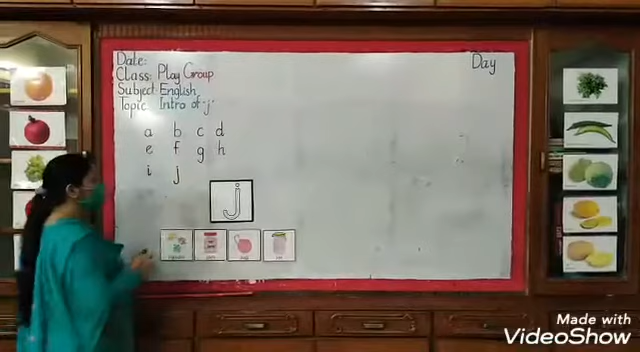 Date:
Class: Play Group
Subject: English
Topic: Intro of 'j'
Day
a b c d
e f g h
i j
j
Made with
VideoShow